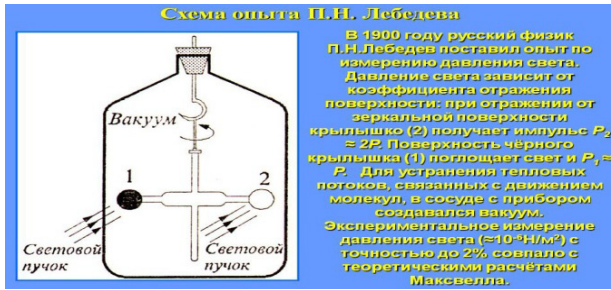 Схема опыта П.Н. Лебедева
В 1900 году русский физик
П.Н.Лебедев поставил опыт по
измерению давления света.
Давление света зависит от
коэффициента отражения
поверхности: при отражении от
зеркальной поверхности
крылышко (2) получает импульс P₂
≈ 2P. Поверхность чёрного
крылышка (1) поглощает свет и P₁ ≈
P. Для устранения тепловых
потоков, связанных с движением
молекул, в сосуде с прибором
создавался вакуум.
Экспериментальное измерение
давления света (≈10⁻⁶Н/м²) с
точностью до 2% совпало с
теоретическими расчётами
Максвелла.
Вакуум
1
2
Световой
пучок
Световой
пучок